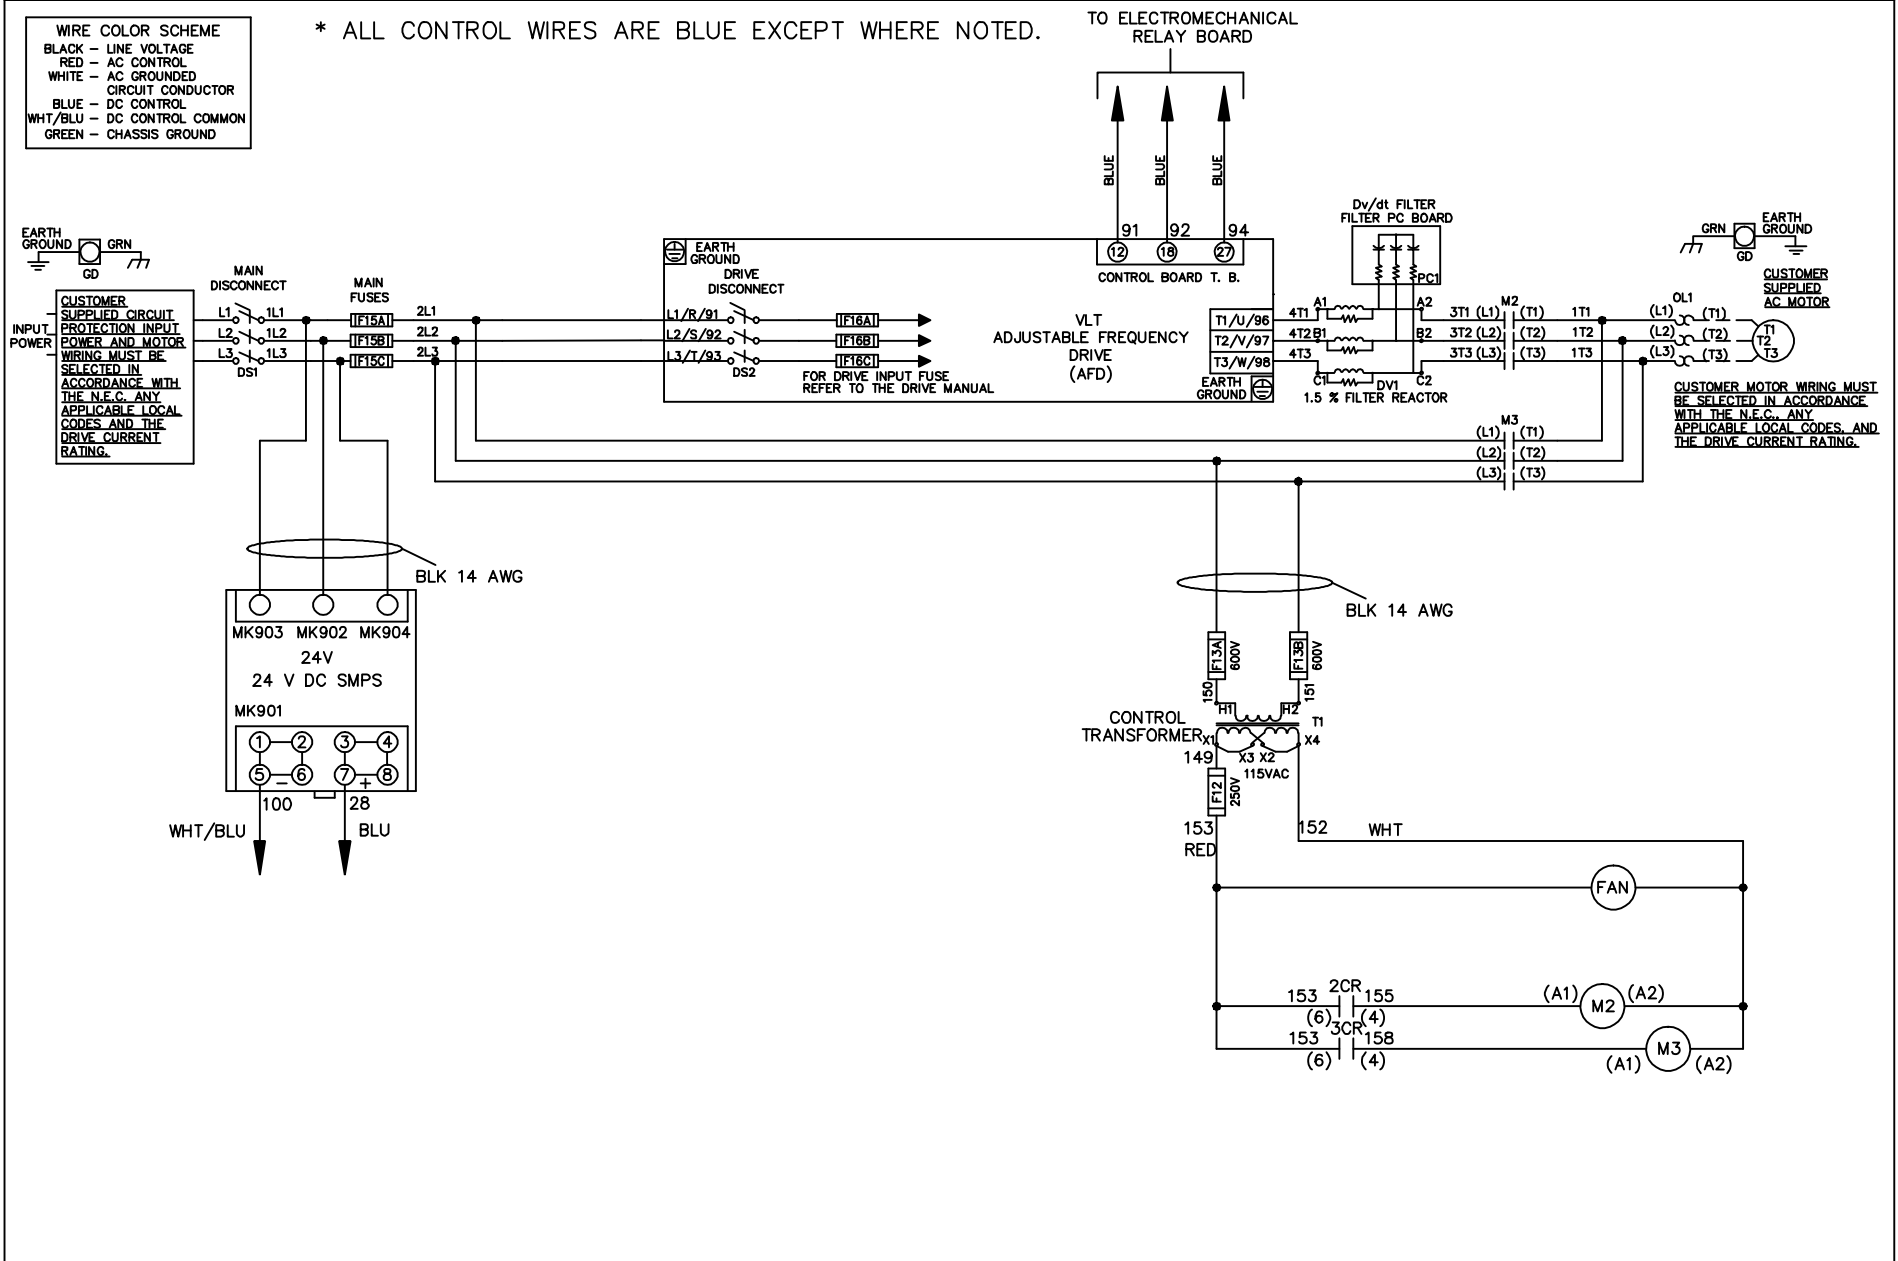 WIRE COLOR SCHEME
BLACK – LINE VOLTAGE
RED – AC CONTROL
WHITE – AC GROUNDED
CIRCUIT CONDUCTOR
BLUE – DC CONTROL
WHT/BLU – DC CONTROL COMMON
GREEN – CHASSIS GROUND
* ALL CONTROL WIRES ARE BLUE EXCEPT WHERE NOTED.
TO ELECTROMECHANICAL
RELAY BOARD
BLUE
BLUE
BLUE
91 92 94
12 18 27
CONTROL BOARD T. B.
EARTH
GROUND
GRN
GD
INPUT
POWER
CUSTOMER
SUPPLIED CIRCUIT
PROTECTION INPUT
POWER AND MOTOR
WIRING MUST BE
SELECTED IN
ACCORDANCE WITH
THE N.E.C. ANY
APPLICABLE LOCAL
CODES AND THE
DRIVE CURRENT
RATING.
MAIN
DISCONNECT
L1 1L1
L2 1L2
L3 1L3
DS1
MAIN
FUSES
F15A 2L1
F15B 2L2
F15C 2L3
EARTH
GROUND
DRIVE
DISCONNECT
L1/R/91
L2/S/92
L3/T/93
DS2
F16A
F16B
F16C
FOR DRIVE INPUT FUSE
REFER TO THE DRIVE MANUAL
VLT
ADJUSTABLE FREQUENCY
DRIVE
(AFD)
T1/U/96
T2/V/97
T3/W/98
EARTH
GROUND
4T1 A1 A2
4T2 B1 B2
4T3
C1 DV1 C2
1.5 % FILTER REACTOR
Dv/dt FILTER
FILTER PC BOARD
PC1
M2
3T1 (L1) (T1) 1T1
3T2 (L2) (T2) 1T2
3T3 (L3) (T3) 1T3
M3
(L1) (T1)
(L2) (T2)
(L3) (T3)
OL1
(L1) (T1)
(L2) (T2)
(L3) (T3)
T1
T2
T3
GRN
EARTH
GROUND
GD
CUSTOMER
SUPPLIED
AC MOTOR
CUSTOMER MOTOR WIRING MUST
BE SELECTED IN ACCORDANCE
WITH THE N.E.C., ANY
APPLICABLE LOCAL CODES, AND
THE DRIVE CURRENT RATING.
BLK 14 AWG
MK903 MK902 MK904
24V
24 V DC SMPS
MK901
1 2 3 4
5 6 7 8
– +
100 28
WHT/BLU BLU
BLK 14 AWG
F13A 600V F13B 600V
150 151
H1 H2
T1
CONTROL
TRANSFORMER
X1 X4
X3 X2
149
115VAC
F12 250V
153 152 WHT
RED
FAN
2CR
153 155 (A1) M2 (A2)
(6) (4)
3CR
153 158 M3
(6) (4) (A1) (A2)